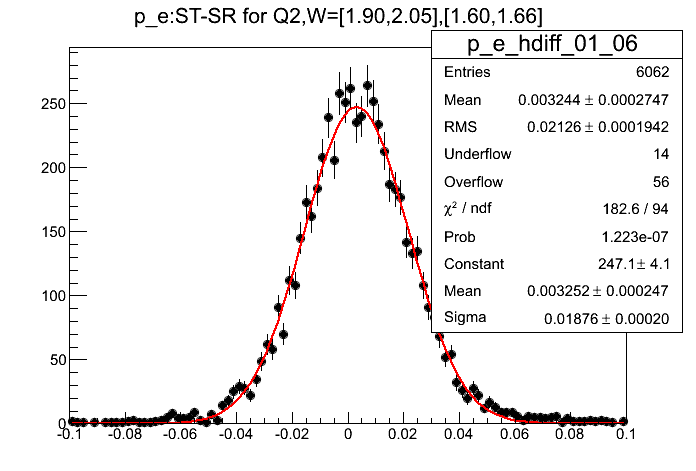 p_e:ST-SR for Q2,W=[1.90,2.05],[1.60,1.66]
p_e_hdiff_01_06
Entries 6062
Mean 0.003244 ± 0.0002747
RMS 0.02126 ± 0.0001942
Underflow 14
Overflow 56
χ² / ndf 182.6 / 94
Prob 1.223e-07
Constant 247.1 ± 4.1
Mean 0.003252 ± 0.000247
Sigma 0.01876 ± 0.00020
250
200
150
100
50
0
-0.1 -0.08 -0.06 -0.04 -0.02 0 0.02 0.04 0.06 0.08 0.1